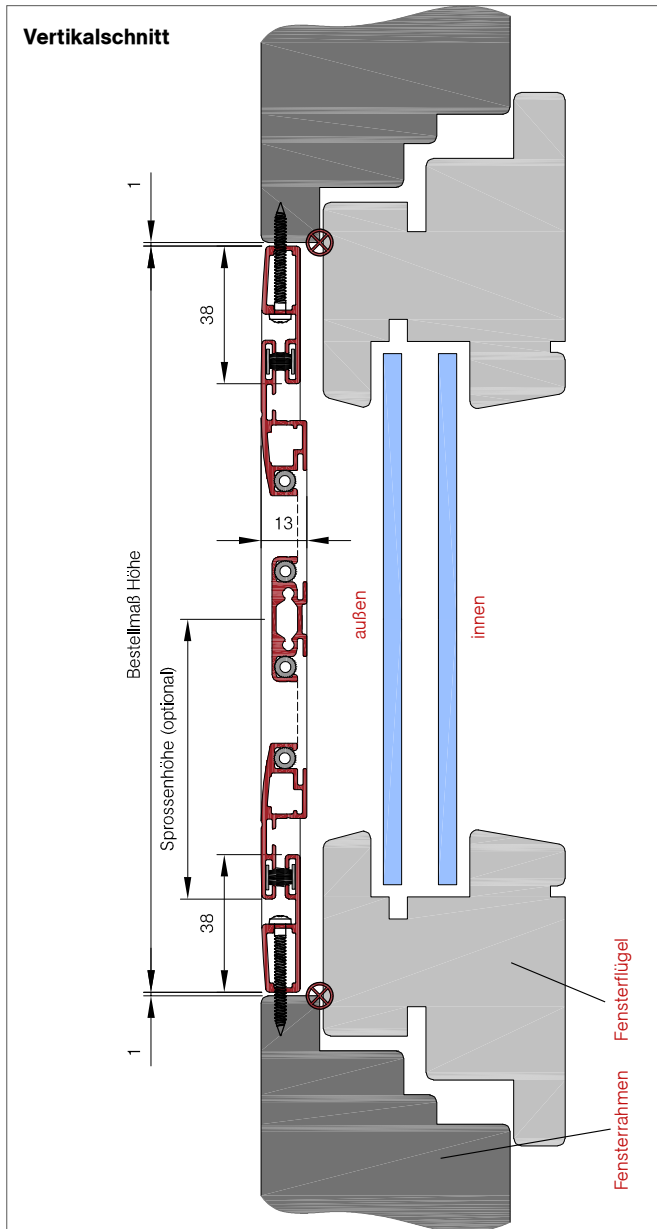 Vertikalschnitt
1
38
13
Bestellmaß Höhe
Sprossenhöhe (optional)
außen
innen
38
1
Fensterflügel
Fensterrahmen